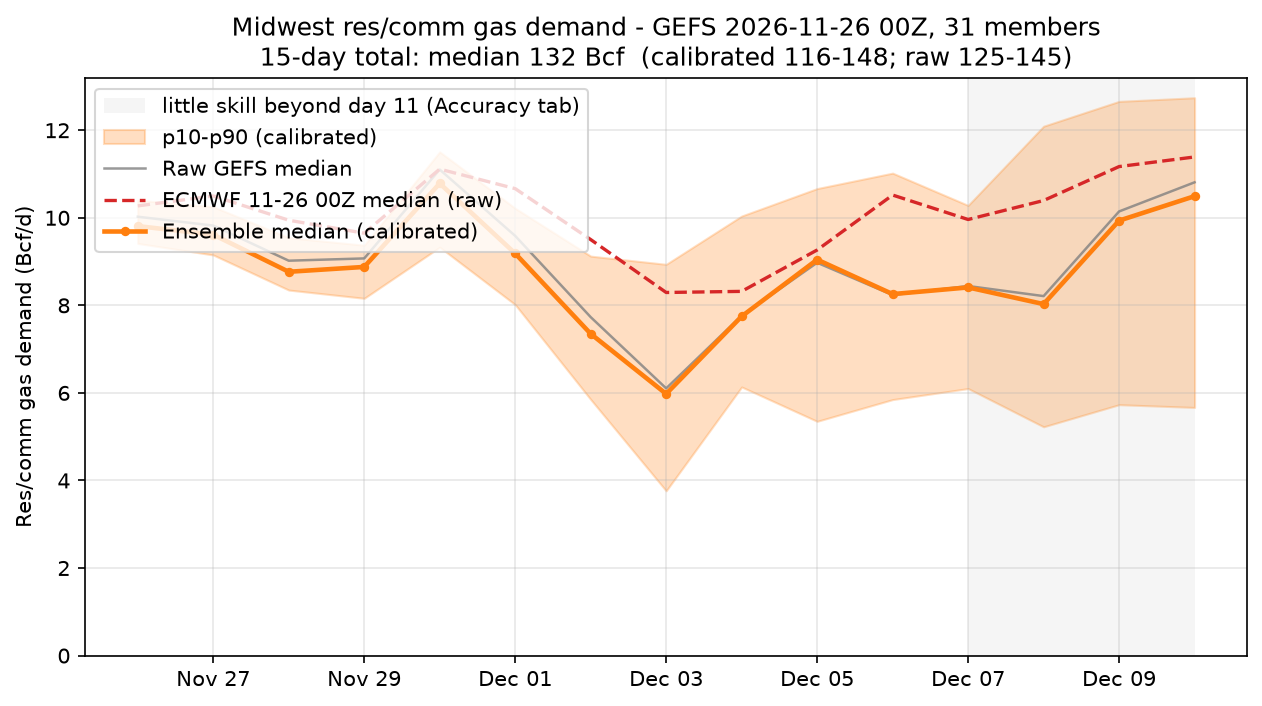 Midwest res/comm gas demand - GEFS 2026-11-26 00Z, 31 members
15-day total: median 132 Bcf  (calibrated 116-148; raw 125-145)
little skill beyond day 11 (Accuracy tab)
p10-p90 (calibrated)
Raw GEFS median
ECMWF 11-26 00Z median (raw)
Ensemble median (calibrated)
Res/comm gas demand (Bcf/d)
12
10
8
6
4
2
0
Nov 27
Nov 29
Dec 01
Dec 03
Dec 05
Dec 07
Dec 09